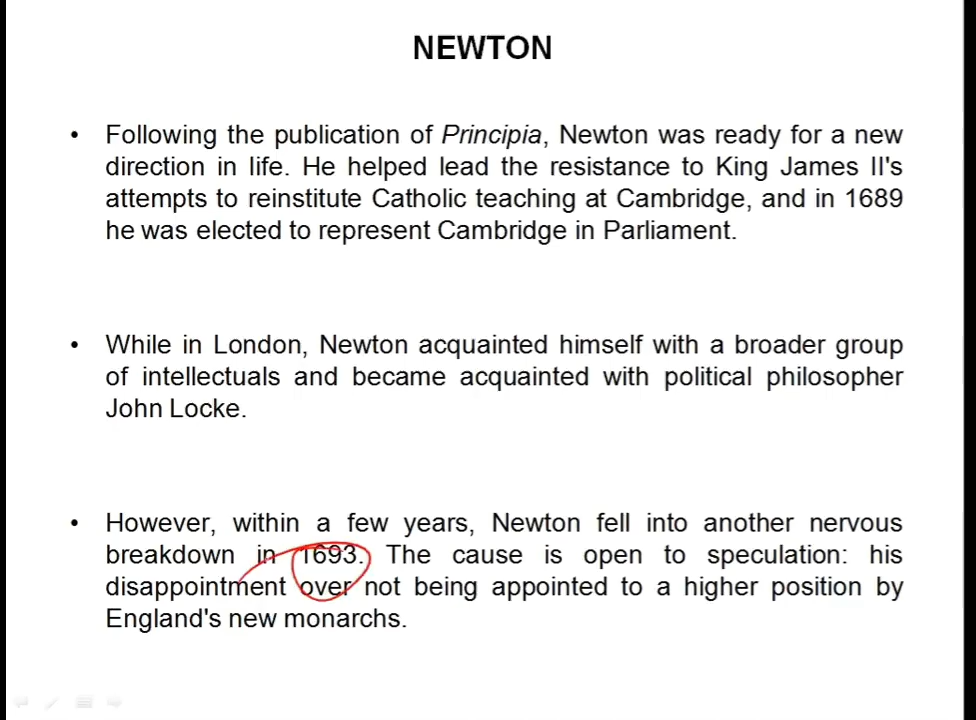 NEWTON
• Following the publication of Principia, Newton was ready for a new
direction in life. He helped lead the resistance to King James II's
attempts to reinstitute Catholic teaching at Cambridge, and in 1689
he was elected to represent Cambridge in Parliament.
• While in London, Newton acquainted himself with a broader group
of intellectuals and became acquainted with political philosopher
John Locke.
• However, within a few years, Newton fell into another nervous
breakdown in 1693. The cause is open to speculation: his
disappointment over not being appointed to a higher position by
England's new monarchs.